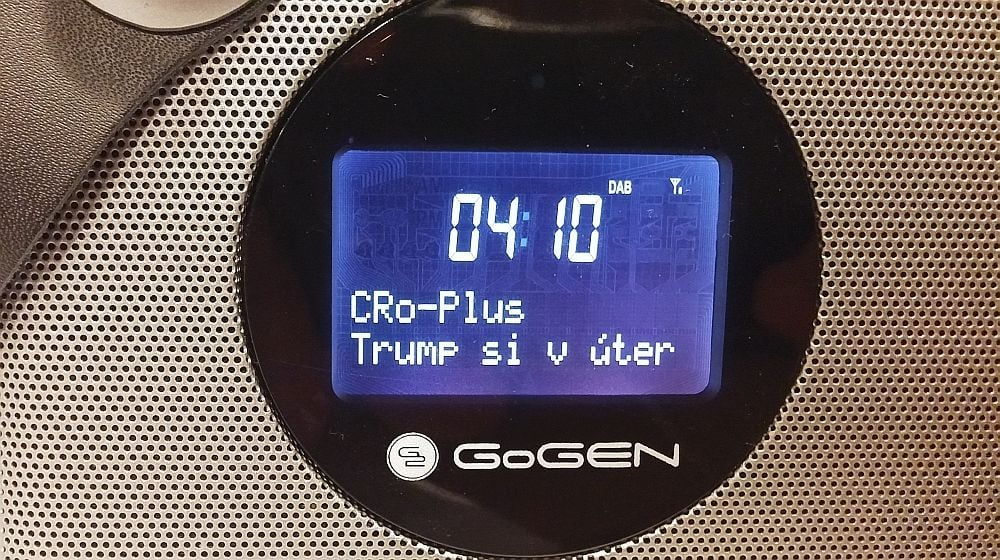 DAB
04:10
CRo-Plus
Trump si v úter
GoGEN